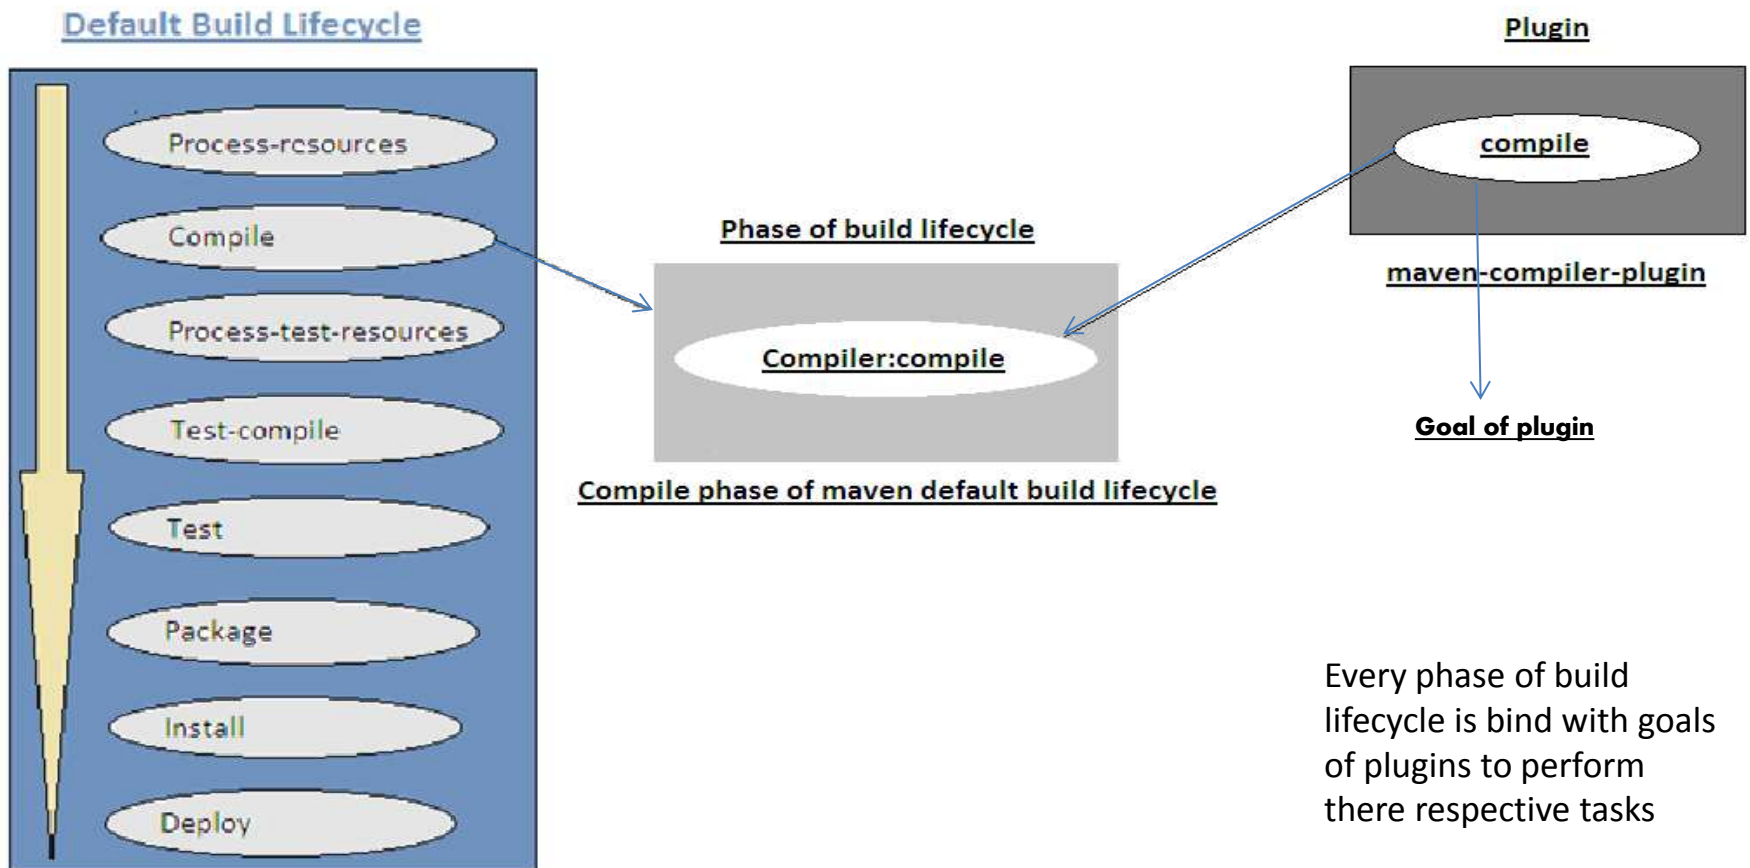 Default Build Lifecycle
Process-resources
Compile
Process-test-resources
Test-compile
Test
Package
Install
Deploy
Phase of build lifecycle
Compiler:compile
Compile phase of maven default build lifecycle
Plugin
compile
maven-compiler-plugin
Goal of plugin
Every phase of build
lifecycle is bind with goals
of plugins to perform
there respective tasks